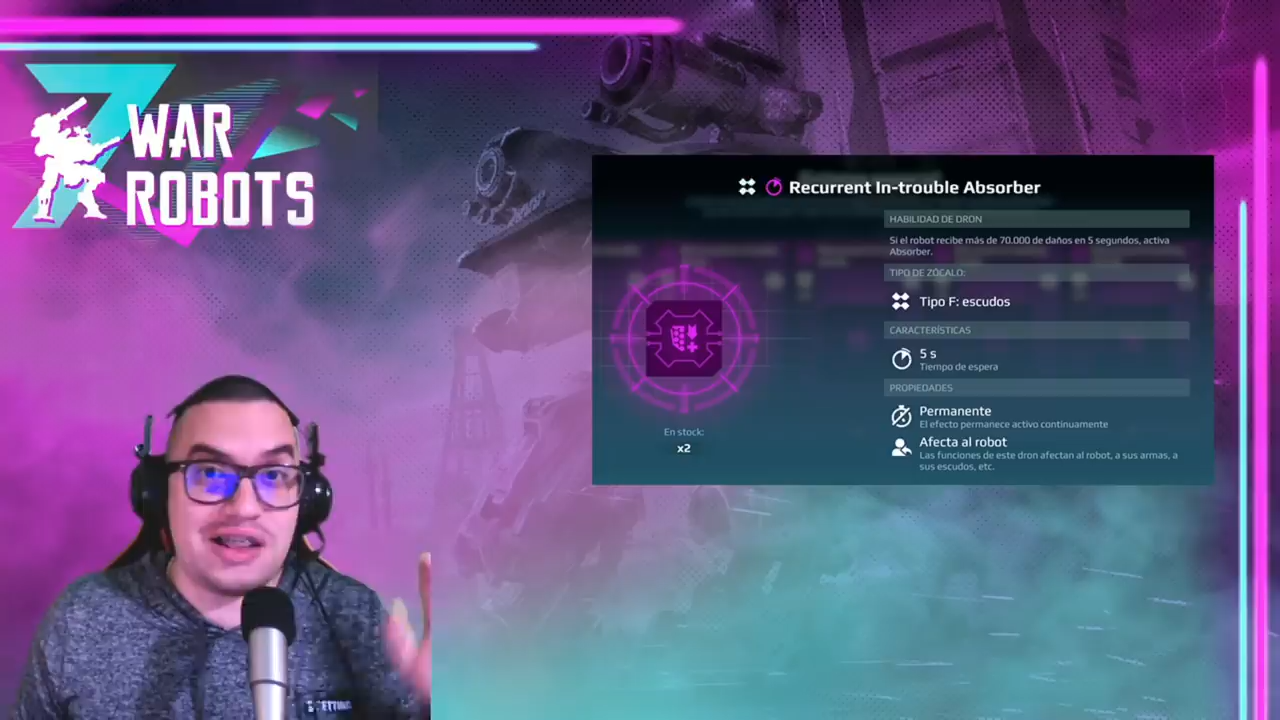 WAR
ROBOTS
Recurrent In-trouble Absorber
HABILIDAD DE DRON
Si el robot recibe más de 70.000 de daños en 5 segundos, activa
Absorber.
TIPO DE ZÓCALO:
Tipo F: escudos
CARACTERÍSTICAS
5 s
Tiempo de espera
PROPIEDADES
Permanente
El efecto permanece activo continuamente
Afecta al robot
Las funciones de este dron afectan al robot, a sus armas, a
sus escudos, etc.
En stock:
x2